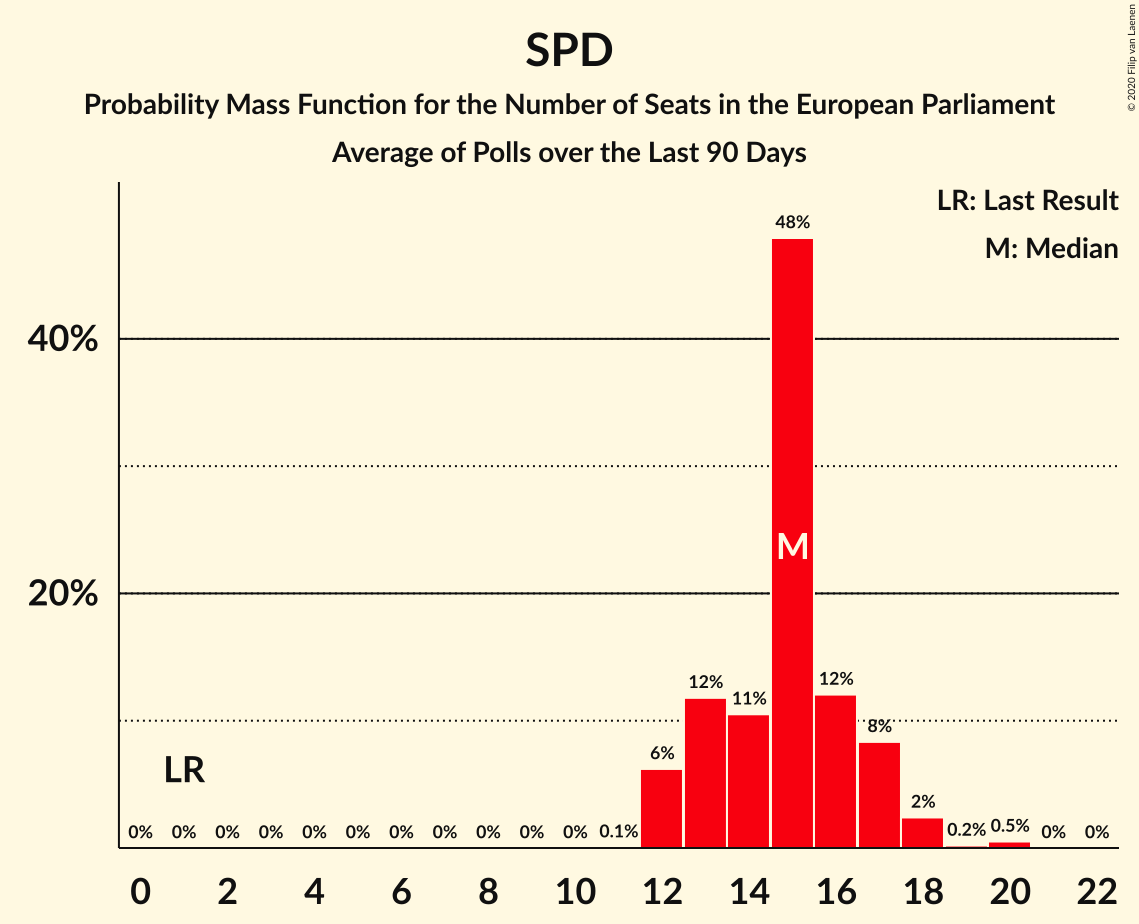 SPD
Probability Mass Function for the Number of Seats in the European Parliament
Average of Polls over the Last 90 Days
© 2020 Filip van Laenen
LR: Last Result
M: Median
48%
40%
M
20%
12%
12%
11%
8%
6%
LR
2%
0% 0% 0% 0% 0% 0% 0% 0% 0% 0% 0% 0.1% 0.2% 0.5% 0% 0%
0 2 4 6 8 10 12 14 16 18 20 22